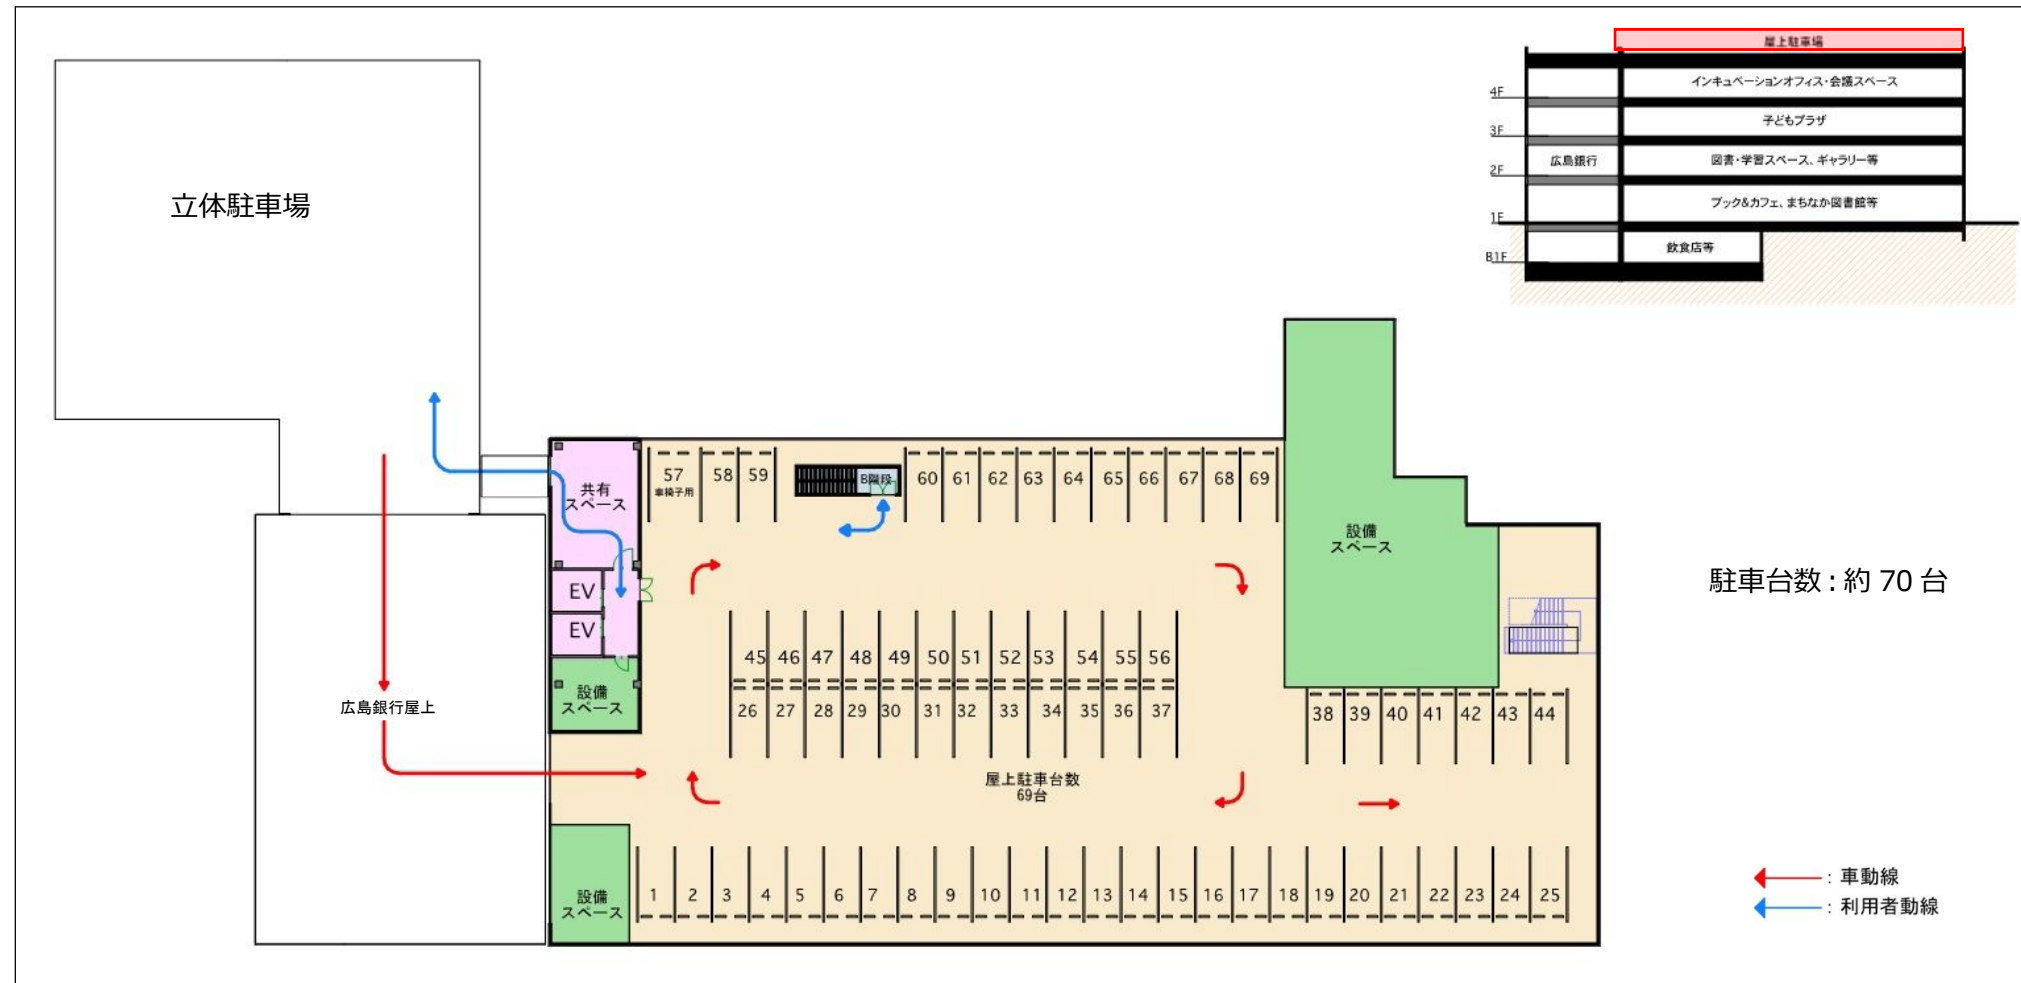 屋上駐車場
4F
インキュベーションオフィス・会議スペース
3F
子どもプラザ
2F
広島銀行
図書・学習スペース、ギャラリー等
1F
ブック&カフェ、まちなか図書館等
B1F
飲食店等
立体駐車場
共有
スペース
57
車椅子用
58 59
B階段
60 61 62 63 64 65 66 67 68 69
設備
スペース
EV
EV
駐車台数：約 70 台
45 46 47 48 49 50 51 52 53 54 55 56
設備
スペース
広島銀行屋上
26 27 28 29 30 31 32 33 34 35 36 37
38 39 40 41 42 43 44
屋上駐車台数
69台
設備
スペース
1 2 3 4 5 6 7 8 9 10 11 12 13 14 15 16 17 18 19 20 21 22 23 24 25
：車動線
：利用者動線